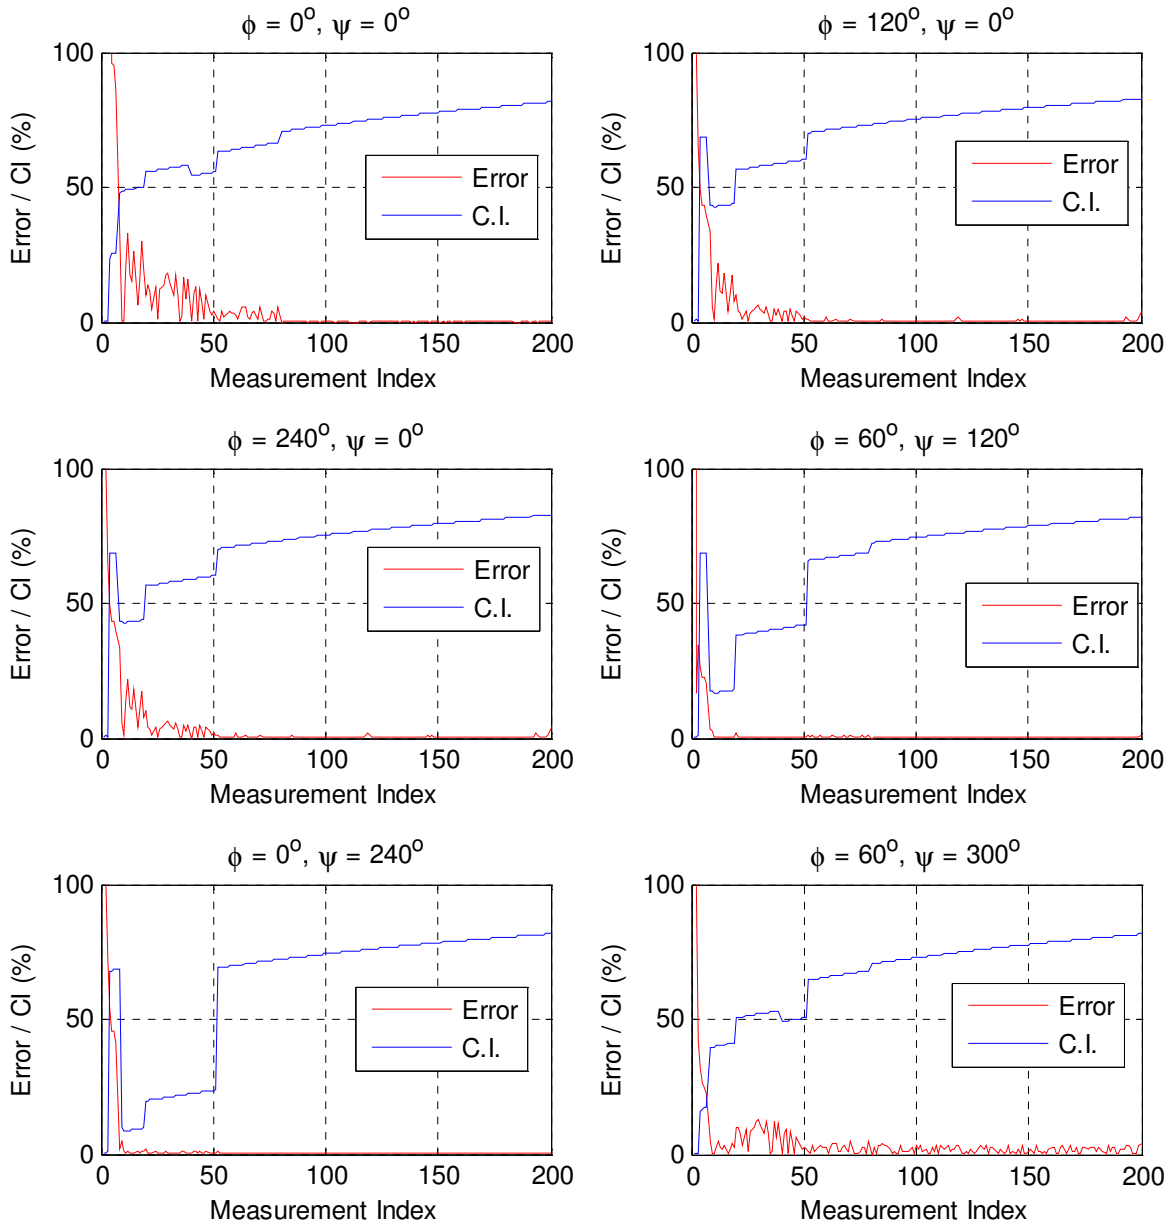 ϕ = 0°, ψ = 0°
100
50
0
0 50 100 150 200
Error / CI (%)
Measurement Index
Error
C.I.
ϕ = 120°, ψ = 0°
100
50
0
0 50 100 150 200
Error / CI (%)
Measurement Index
Error
C.I.
ϕ = 240°, ψ = 0°
100
50
0
0 50 100 150 200
Error / CI (%)
Measurement Index
Error
C.I.
ϕ = 60°, ψ = 120°
100
50
0
0 50 100 150 200
Error / CI (%)
Measurement Index
Error
C.I.
ϕ = 0°, ψ = 240°
100
50
0
0 50 100 150 200
Error / CI (%)
Measurement Index
Error
C.I.
ϕ = 60°, ψ = 300°
100
50
0
0 50 100 150 200
Error / CI (%)
Measurement Index
Error
C.I.